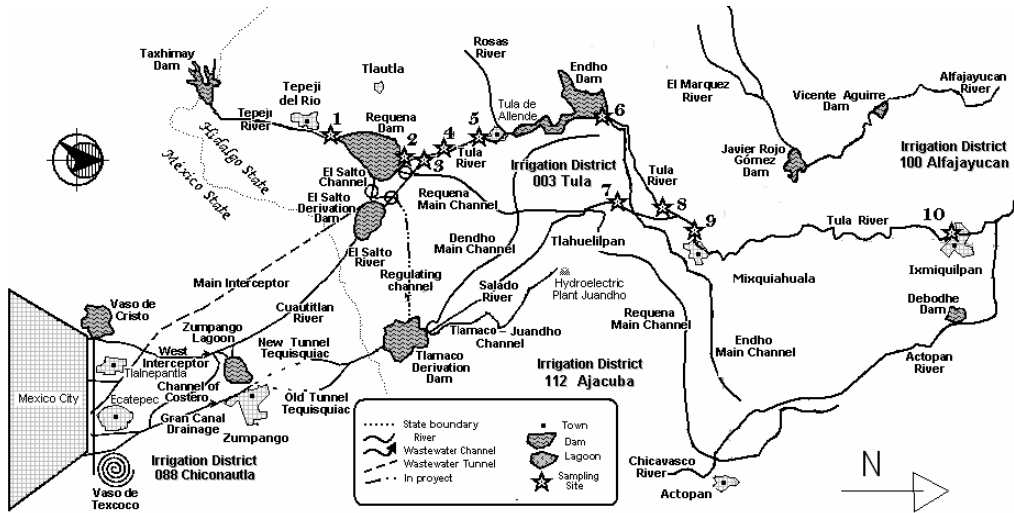 Taxhimay
Dam
Tepeji
del Rio
Tepeji
River
Hidalgo State
México State
1
Tlautla
Requena
Dam
2
3
4
5
Tula
River
Rosas
River
Tula de
Allende
Endho
Dam
6
El Marquez
River
Vicente Aguirre
Dam
Alfajayucan
River
Javier Rojo
Gómez
Dam
Irrigation District
100 Alfajayucan
Irrigation District
003 Tula
7
Tula
River
8
9
Tula River
10
Ixmiquilpan
Mixquiahuala
El Salto
Channel
El Salto
Derivation
Dam
El Salto
River
Requena
Main Channel
Dendho
Main Channel
Tlahuelilpan
Regulating
channel
Main Interceptor
Cuautitlan
River
Salado
River
Hydroelectric
Plant Juandho
Tlamaco - Juandho
Channel
Tlamaco
Derivation
Dam
Requena
Main Channel
Endho
Main Channel
Debodhe
Dam
Actopan
River
Irrigation District
112 Ajacuba
Vaso de
Cristo
Zumpango
Lagoon
West
Interceptor
New Tunnel
Tequisquiac
Tlalnepantla
Channel of
Costero
Mexico City
Ecatepec
Old Tunnel
Tequisquiac
Gran Canal
Drainage
Zumpango
Irrigation District
088 Chiconautla
Vaso de
Texcoco
State boundary
River
Wastewater Channel
Wastewater Tunnel
In proyect
Town
Dam
Lagoon
Sampling
Site
Chicavasco
River
Actopan
N